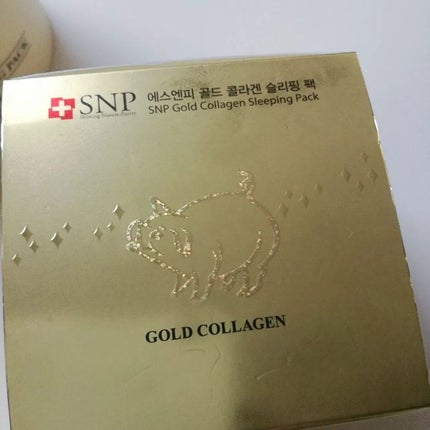 PACK
SNP
Shining Nature Purity
에스엔피 골드 콜라겐 슬리핑 팩
SNP Gold Collagen Sleeping Pack
GOLD COLLAGEN